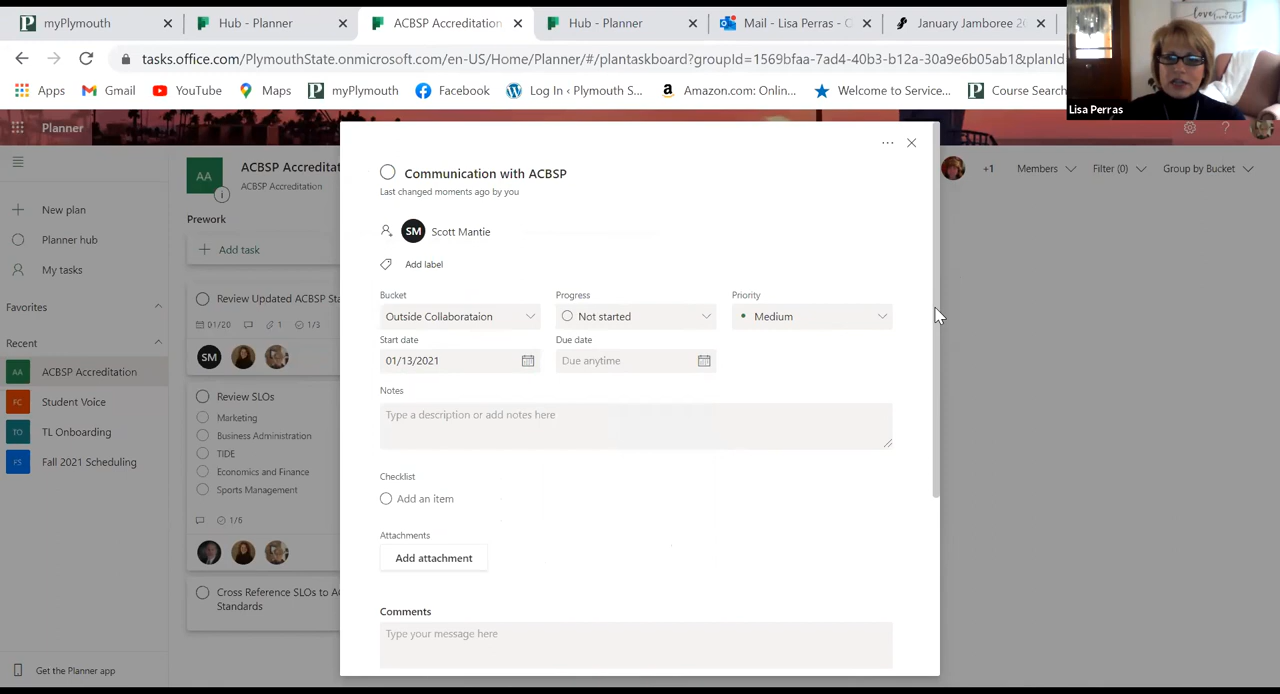 myPlymouth
Hub - Planner
ACBSP Accreditation
Hub - Planner
Mail - Lisa Perras - O
January Jamboree 20
tasks.office.com/PlymouthState.onmicrosoft.com/en-US/Home/Planner/#/plantaskboard?groupId=1569bfaa-7ad4-40b3-b12a-30a9e6b05ab1&planId
Apps
Gmail
YouTube
Maps
myPlymouth
Facebook
Log In ‹ Plymouth S...
Amazon.com: Onlin...
Welcome to Service...
Course Search
Lisa Perras
Planner
New plan
Planner hub
My tasks
Favorites
Recent
AA ACBSP Accreditation
FC Student Voice
TO TL Onboarding
FS Fall 2021 Scheduling
Get the Planner app
AA
ACBSP Accreditat
ACBSP Accreditation
+1
Members
Filter (0)
Group by Bucket
Prework
Add task
Review Updated ACBSP Sta
01/20
1
1/3
SM
Review SLOs
Marketing
Business Administration
TIDE
Economics and Finance
Sports Management
1/6
Cross Reference SLOs to AC
Standards
Communication with ACBSP
Last changed moments ago by you
SM Scott Mantie
Add label
Bucket
Progress
Priority
Outside Collaborataion
Not started
Medium
Start date
Due date
01/13/2021
Due anytime
Notes
Type a description or add notes here
Checklist
Add an item
Attachments
Add attachment
Comments
Type your message here